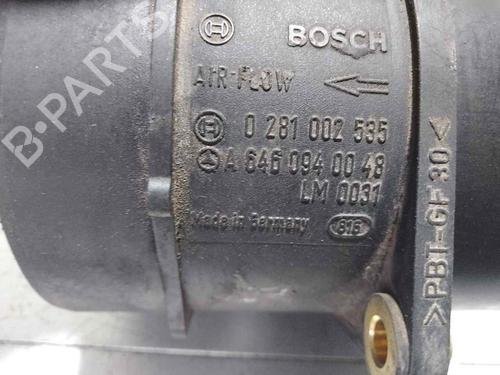 BOSCH
AIR-FLOW
0 281 002 535
A 646 094 00 48
LM 0031
Made in Germany
>PBT-GF30<
B-PARTS